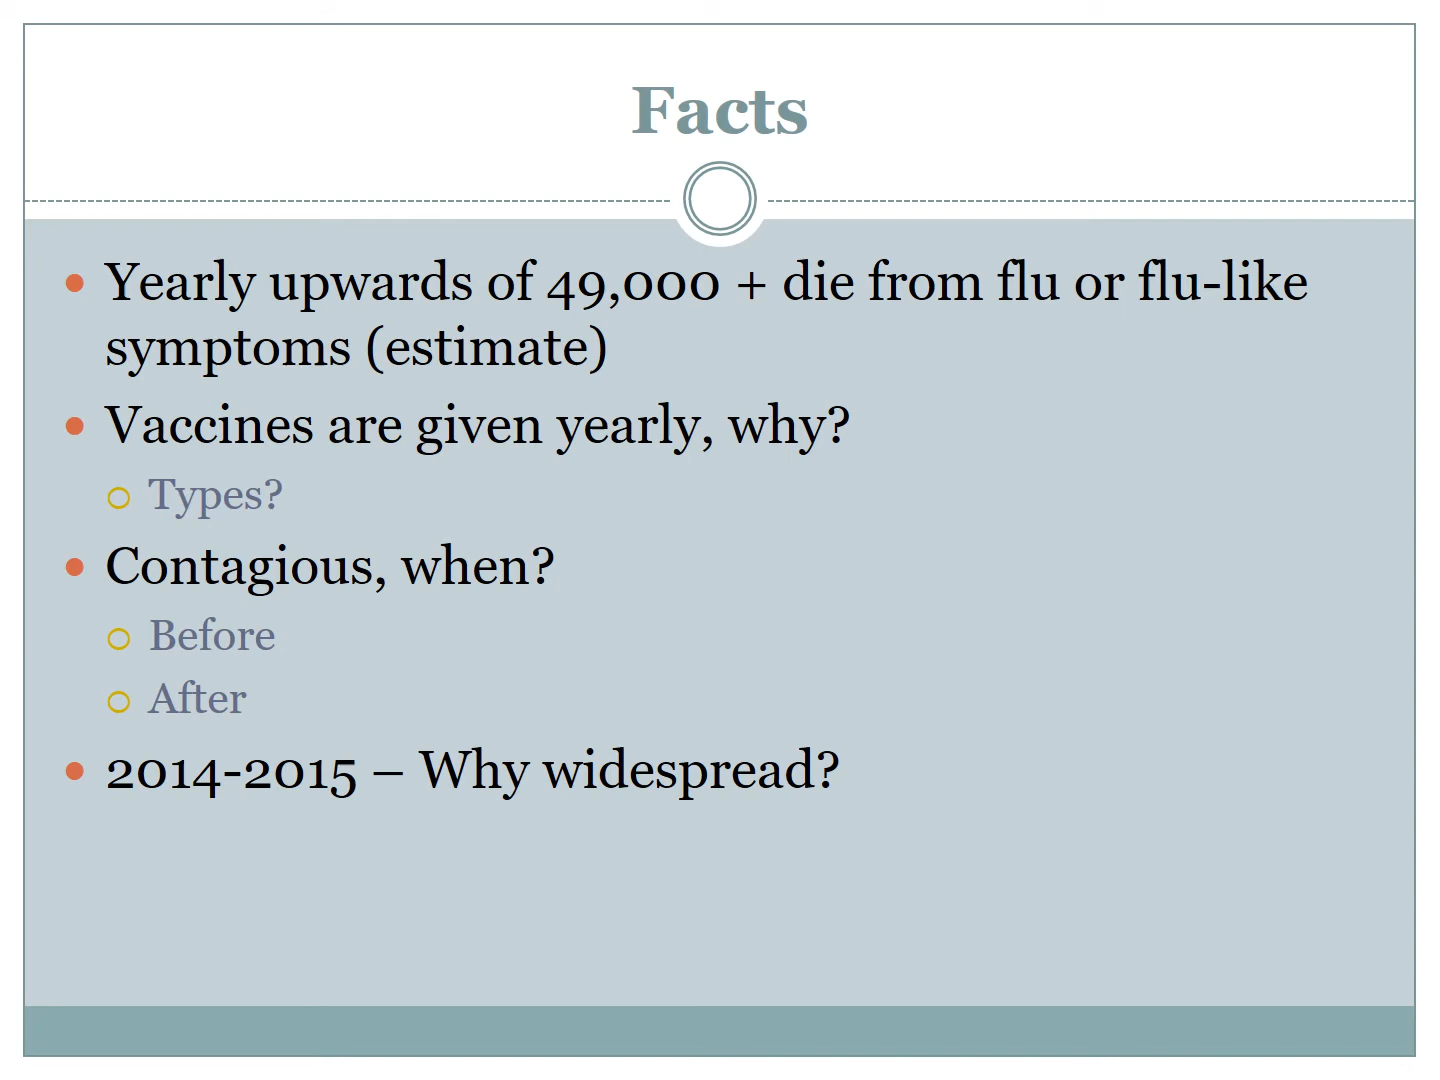 Facts
Yearly upwards of 49,000 + die from flu or flu-like
symptoms (estimate)
Vaccines are given yearly, why?
Types?
Contagious, when?
Before
After
2014-2015 – Why widespread?